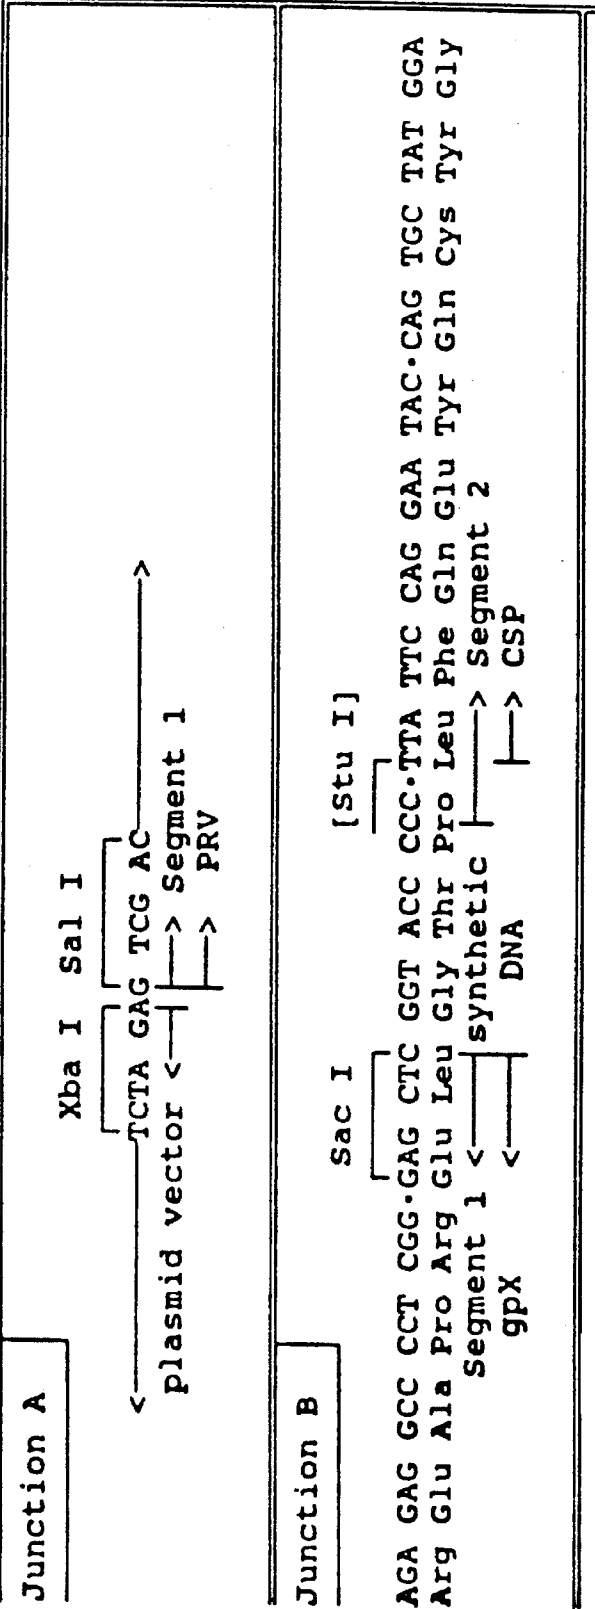 Junction A
Xba I Sal I
TCTA GAG TCG AC
plasmid vector <——> Segment 1
> PRV
Junction B
Sac I [Stu I]
AGA GAG GCC CCT CGG·GAG CTC GGT ACC CCC·TTA TTC CAG GAA TAC·CAG TGC TAT GGA
Arg Glu Ala Pro Arg Glu Leu Gly Thr Pro Leu Phe Gln Glu Tyr Gln Cys Tyr Gly
Segment 1 <—— synthetic ——> Segment 2
gpX <—— DNA ——> CSP